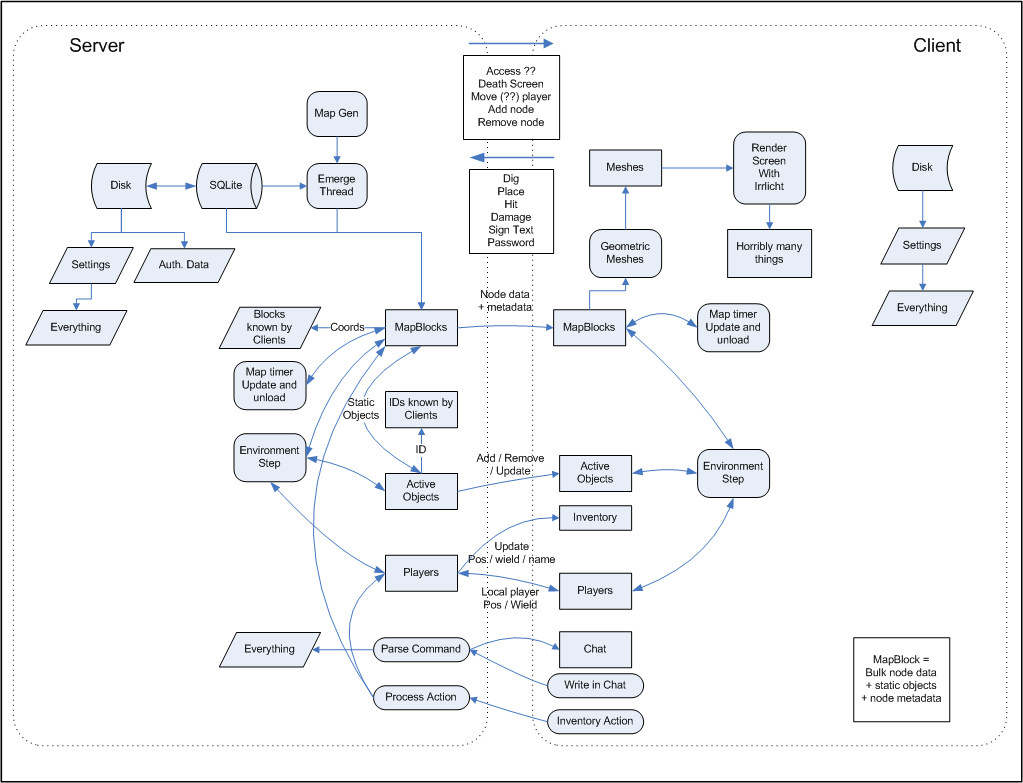 Server
Client
Access ??
Death Screen
Move (??) player
Add node
Remove node
Dig
Place
Hit
Damage
Sign Text
Password
Map Gen
Disk
SQLite
Emerge
Thread
Settings
Auth. Data
Everything
Blocks
known by
Clients
Coords
MapBlocks
Map timer
Update and
unload
Static
Objects
IDs known by
Clients
ID
Environment
Step
Active
Objects
Players
Everything
Parse Command
Process Action
Node data
+ metadata
Add / Remove
/ Update
Update
Pos / wield / name
Local player
Pos / Wield
Meshes
Render
Screen
With
Irrlicht
Geometric
Meshes
Horribly many
things
MapBlocks
Map timer
Update and
unload
Active
Objects
Environment
Step
Inventory
Players
Chat
Write in Chat
Inventory Action
Disk
Settings
Everything
MapBlock =
Bulk node data
+ static objects
+ node metadata